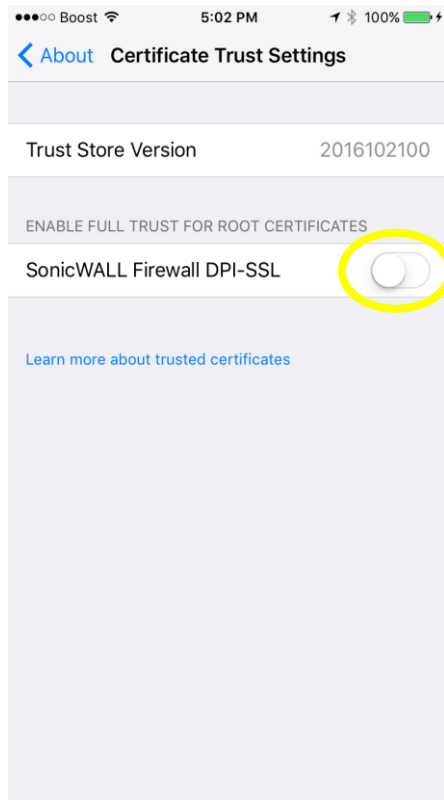 Boost 5:02 PM 100%
About Certificate Trust Settings
Trust Store Version 2016102100
ENABLE FULL TRUST FOR ROOT CERTIFICATES
SonicWALL Firewall DPI-SSL
Learn more about trusted certificates